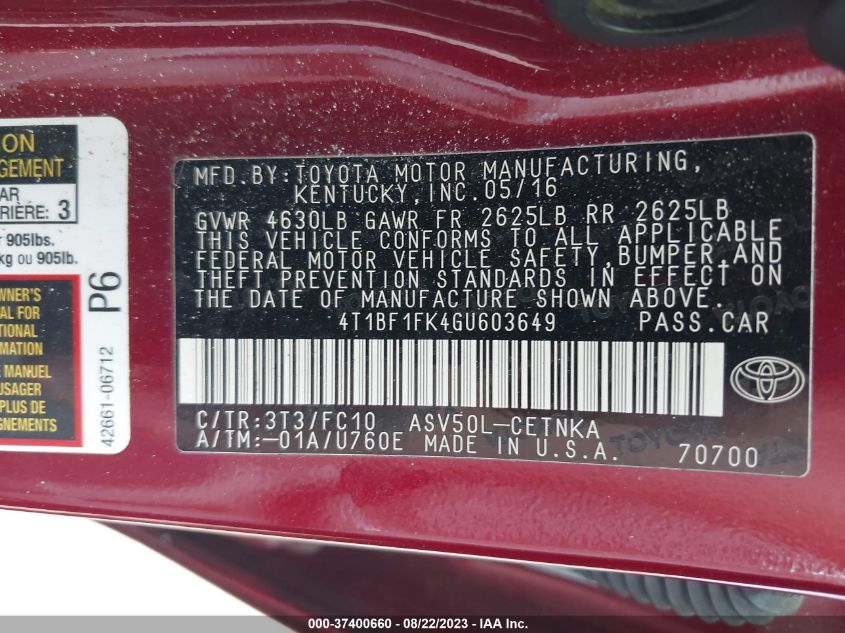 ON
GEMENT
AR
RIÈRE: 3
r 905lbs.
kg ou 905lb.
WNER'S
AL FOR
TIONAL
MATION
E MANUEL
USAGER
PLUS DE
GNEMENTS
P6
42661-06712
MFD.BY:TOYOTA MOTOR MANUFACTURING,
KENTUCKY,INC.05/16
GVWR 4630LB GAWR FR 2625LB RR 2625LB
THIS VEHICLE CONFORMS TO ALL APPLICABLE
FEDERAL MOTOR VEHICLE SAFETY,BUMPER,AND
THEFT PREVENTION STANDARDS IN EFFECT ON
THE DATE OF MANUFACTURE SHOWN ABOVE.
4T1BF1FK4GU603649 PASS.CAR
C/TR:3T3/FC10 ASV50L-CETNKA
A/TM:-01A/U760E MADE IN U.S.A. 70700
000-37400660 - 08/22/2023 - IAA Inc.